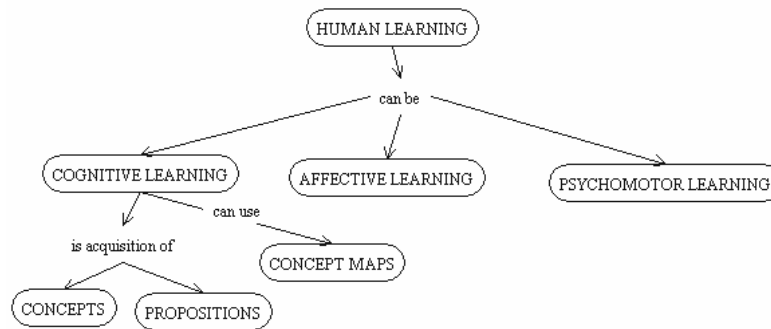 HUMAN LEARNING
can be
COGNITIVE LEARNING
AFFECTIVE LEARNING
PSYCHOMOTOR LEARNING
can use
is acquisition of
CONCEPT MAPS
CONCEPTS
PROPOSITIONS